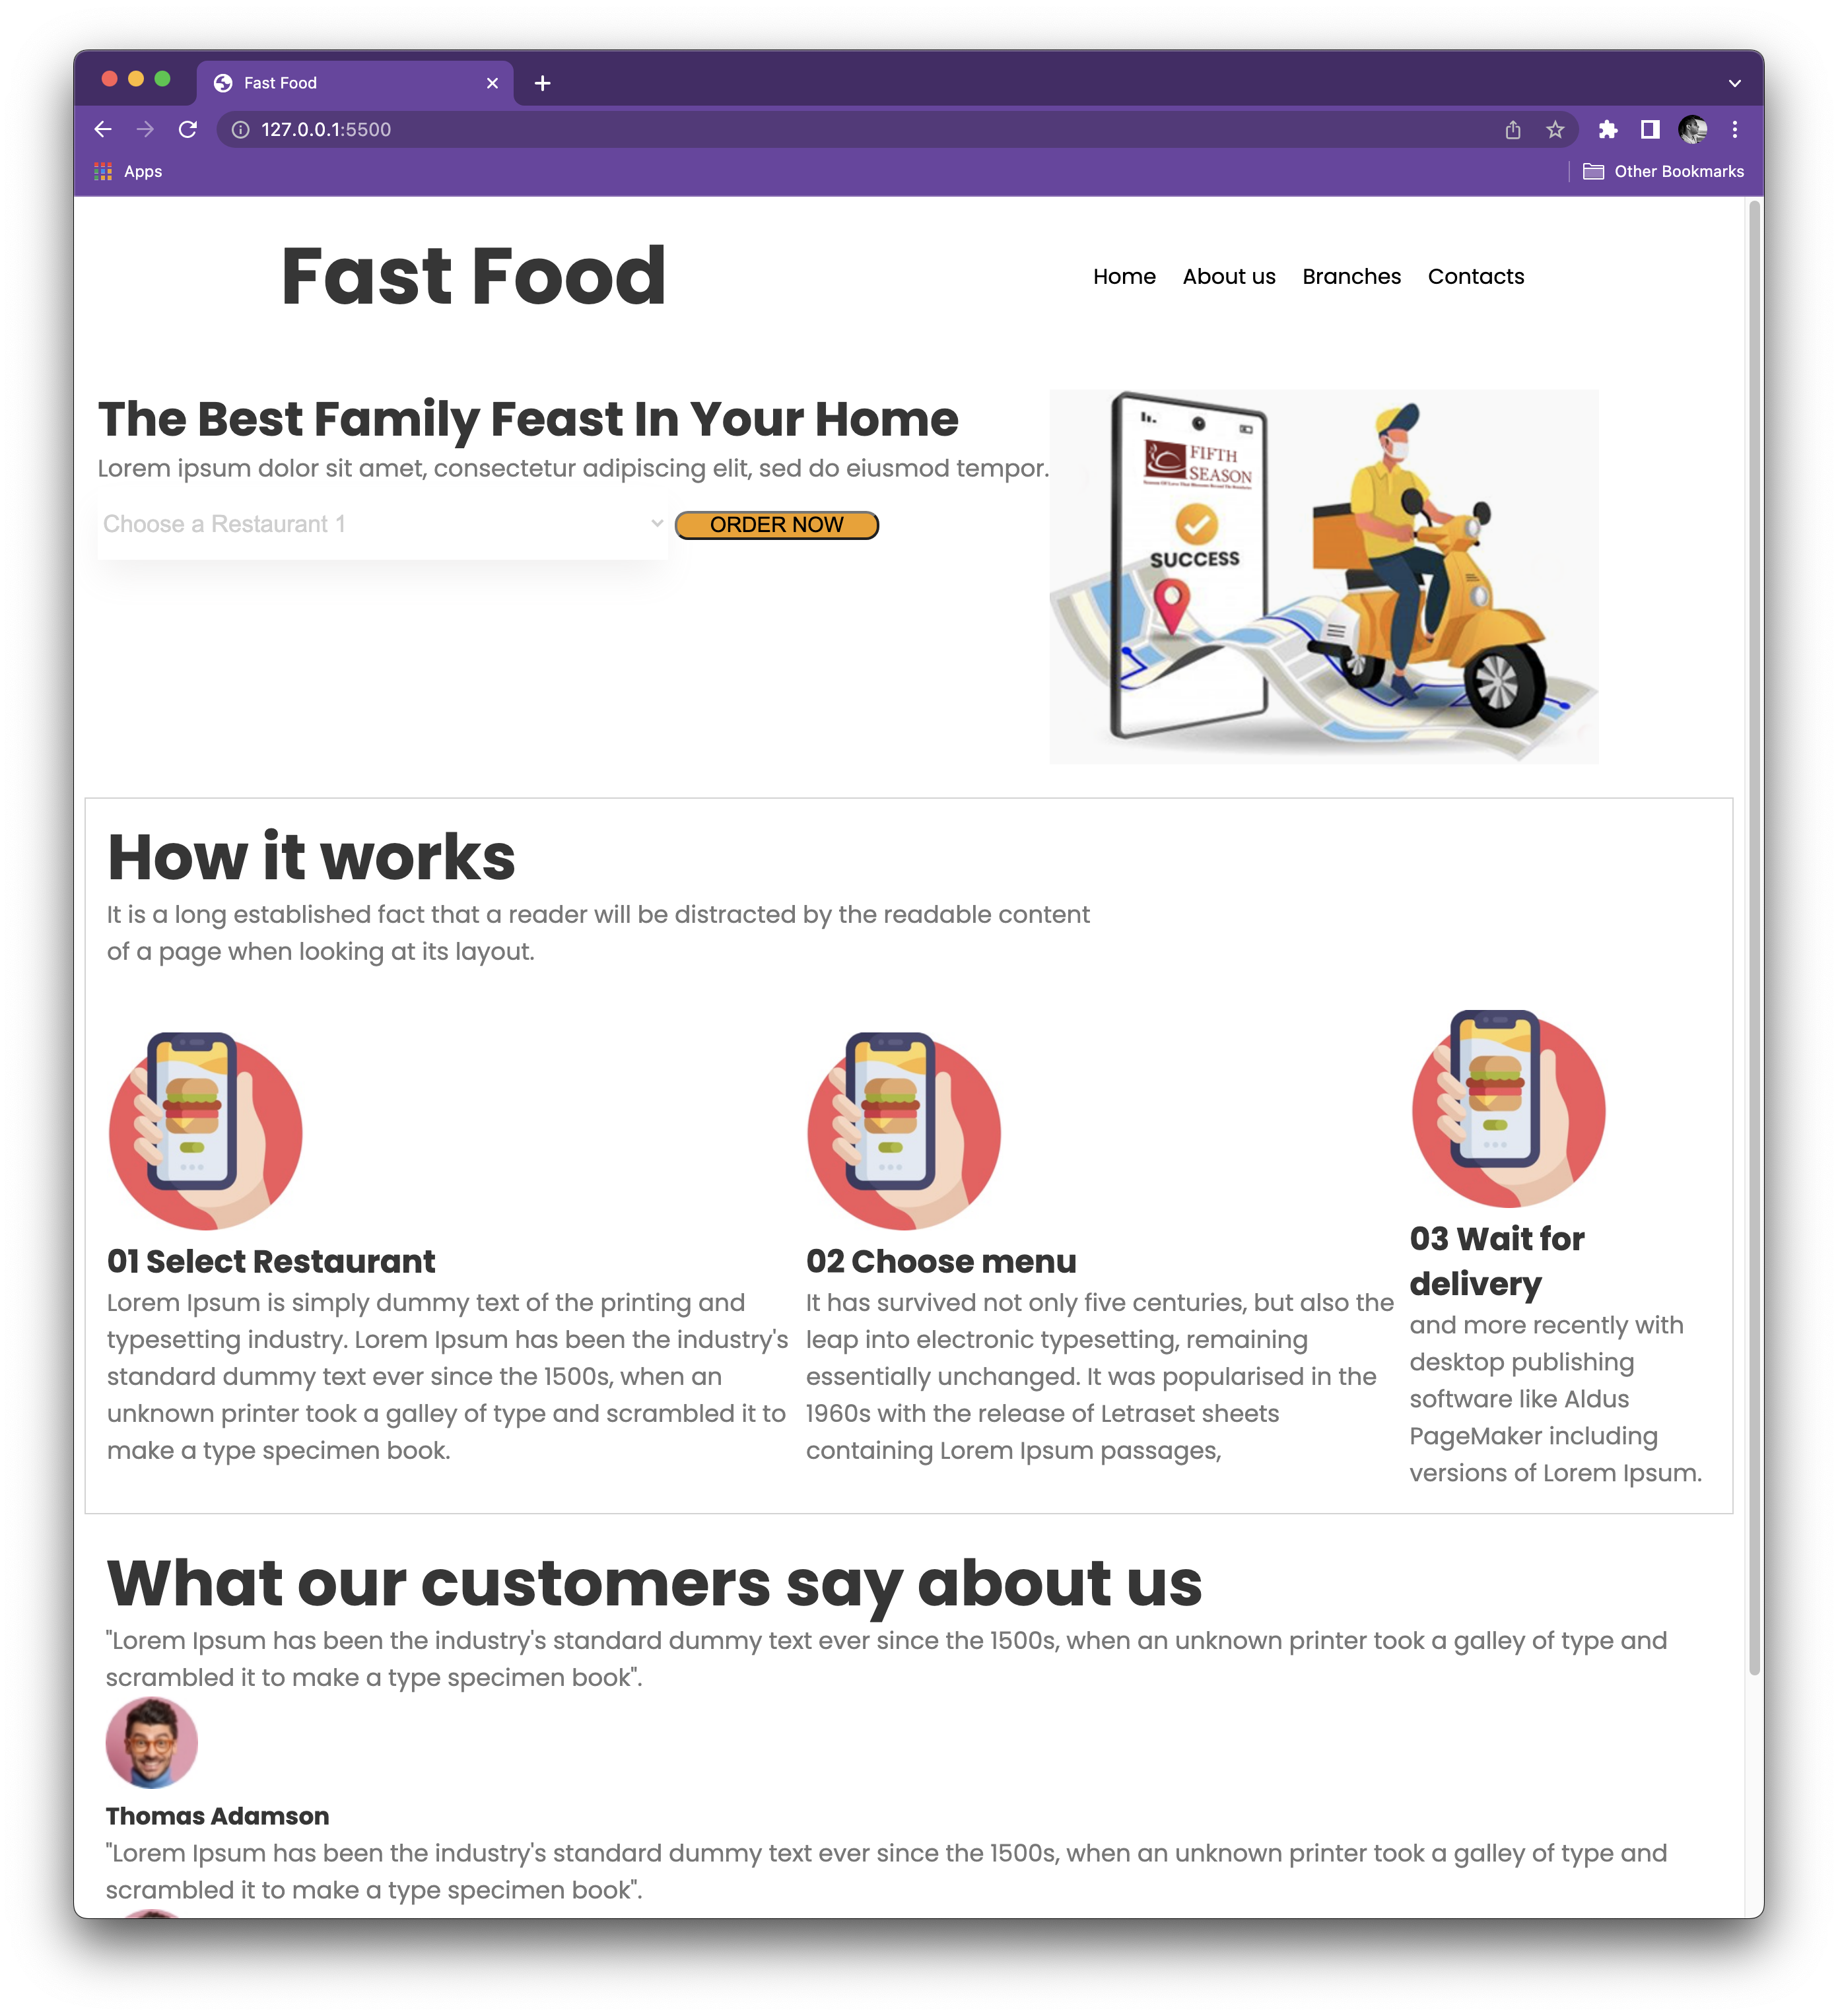 Fast Food
127.0.0.1:5500
Apps
Other Bookmarks
Fast Food
Home About us Branches Contacts
The Best Family Feast In Your Home
Lorem ipsum dolor sit amet, consectetur adipiscing elit, sed do eiusmod tempor.
Choose a Restaurant 1
ORDER NOW
FIFTH
SEASON
SUCCESS
How it works
It is a long established fact that a reader will be distracted by the readable content
of a page when looking at its layout.
01 Select Restaurant
Lorem Ipsum is simply dummy text of the printing and
typesetting industry. Lorem Ipsum has been the industry's
standard dummy text ever since the 1500s, when an
unknown printer took a galley of type and scrambled it to
make a type specimen book.
02 Choose menu
It has survived not only five centuries, but also the
leap into electronic typesetting, remaining
essentially unchanged. It was popularised in the
1960s with the release of Letraset sheets
containing Lorem Ipsum passages,
03 Wait for
delivery
and more recently with
desktop publishing
software like Aldus
PageMaker including
versions of Lorem Ipsum.
What our customers say about us
"Lorem Ipsum has been the industry's standard dummy text ever since the 1500s, when an unknown printer took a galley of type and
scrambled it to make a type specimen book".
Thomas Adamson
"Lorem Ipsum has been the industry's standard dummy text ever since the 1500s, when an unknown printer took a galley of type and
scrambled it to make a type specimen book".